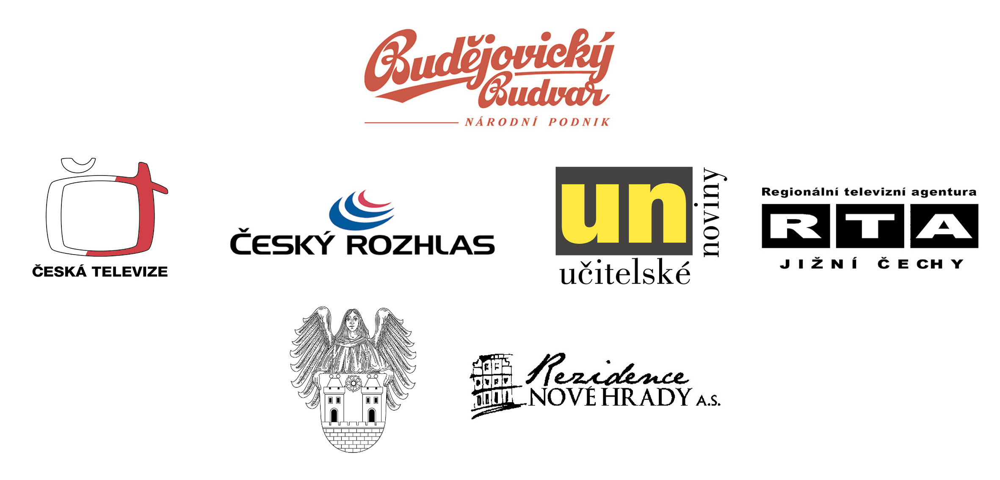 Budějovický
Budvar
NÁRODNÍ PODNIK
ČESKÁ TELEVIZE
ČESKÝ ROZHLAS
un
noviny
učitelské
Regionální televizní agentura
RTA
JIŽNÍ ČECHY
Rezidence
NOVÉ HRADY A.S.